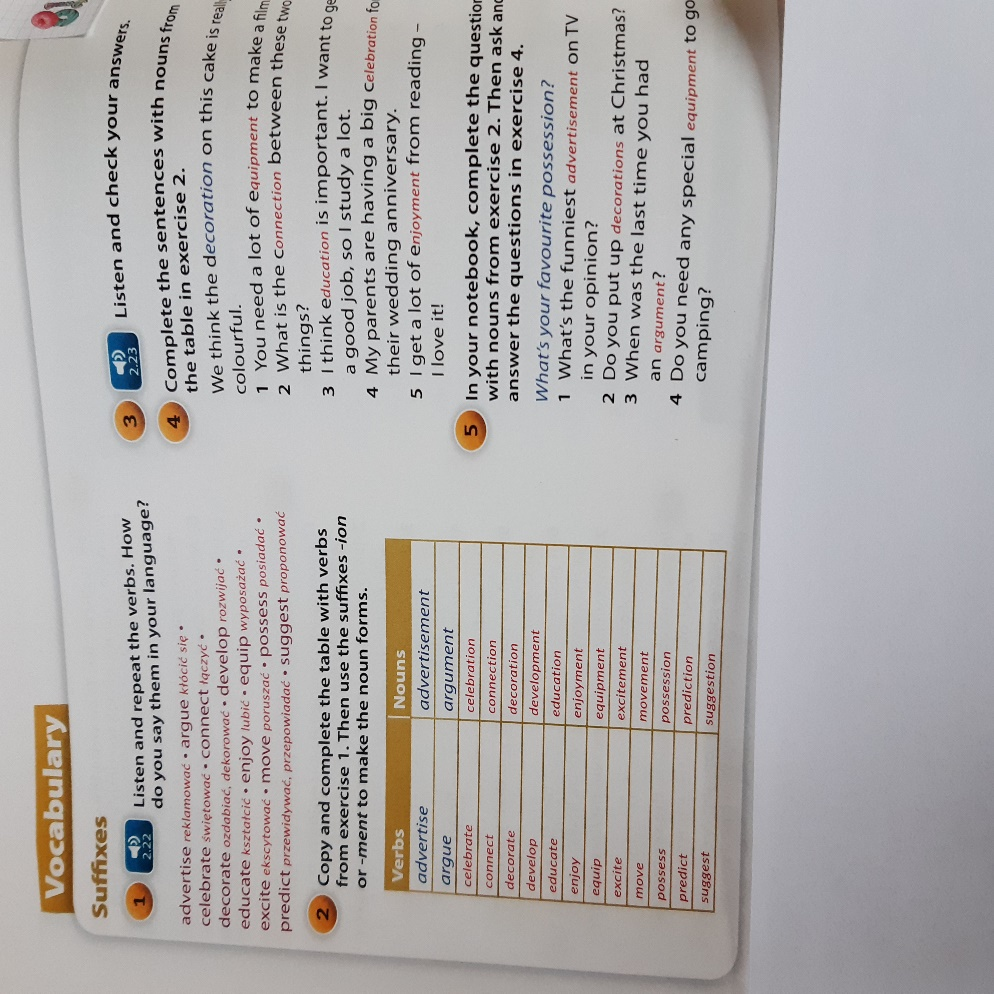 Vocabulary
Suffixes
1 2.22 Listen and repeat the verbs. How
do you say them in your language?
advertise reklamować • argue kłócić się •
celebrate świętować • connect łączyć •
decorate ozdabiać, dekorować • develop rozwijać •
educate kształcić • enjoy lubić • equip wyposażać •
excite ekscytować • move poruszać • possess posiadać •
predict przewidywać, przepowiadać • suggest proponować
2 Copy and complete the table with verbs
from exercise 1. Then use the suffixes -ion
or -ment to make the noun forms.
Verbs Nouns
advertise advertisement
argue argument
celebrate celebration
connect connection
decorate decoration
develop development
educate education
enjoy enjoyment
equip equipment
excite excitement
move movement
possess possession
predict prediction
suggest suggestion
3 2.23 Listen and check your answers.
4 Complete the sentences with nouns from
the table in exercise 2.
We think the decoration on this cake is really
colourful.
1 You need a lot of equipment to make a film
2 What is the connection between these two
things?
3 I think education is important. I want to ge
a good job, so I study a lot.
4 My parents are having a big celebration fo
their wedding anniversary.
5 I get a lot of enjoyment from reading –
I love it!
5 In your notebook, complete the question
with nouns from exercise 2. Then ask and
answer the questions in exercise 4.
What's your favourite possession?
1 What's the funniest advertisement on TV
in your opinion?
2 Do you put up decorations at Christmas?
3 When was the last time you had
an argument?
4 Do you need any special equipment to go
camping?